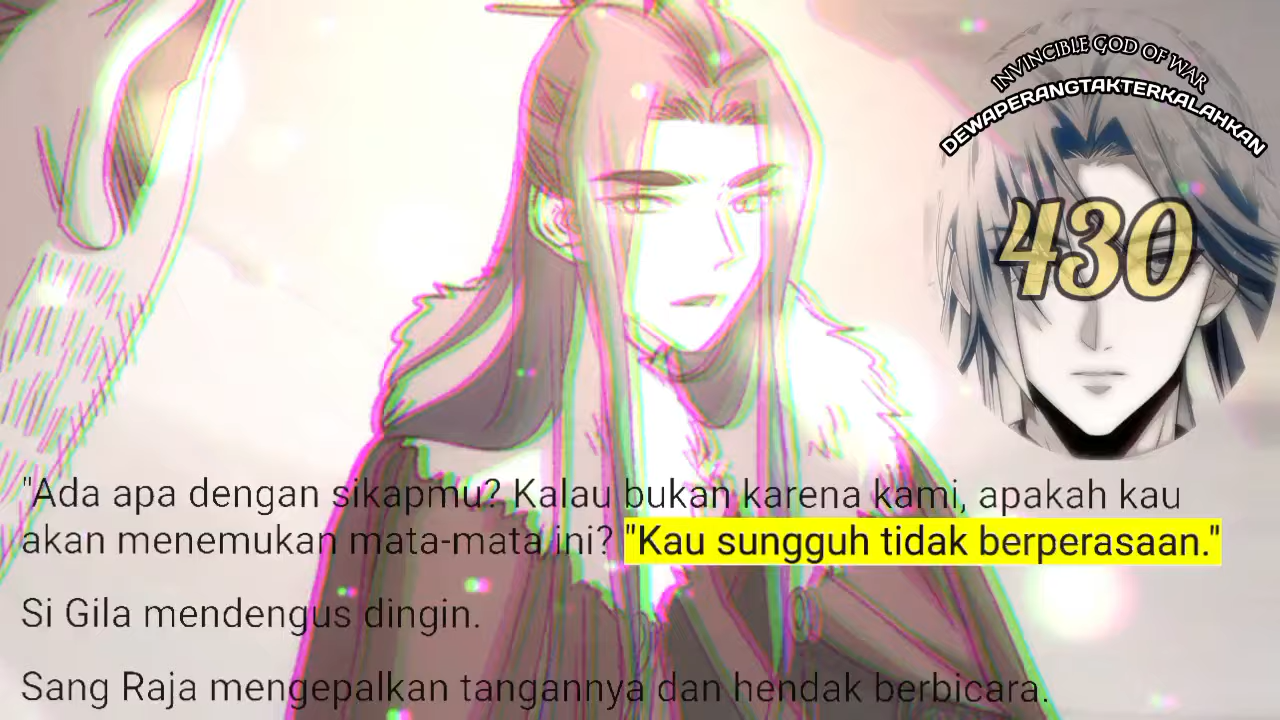 INVINCIBLE GOD OF WAR
DEWAPERANGTAKTERKALAHKAN
430
"Ada apa dengan sikapmu? Kalau bukan karena kami, apakah kau
akan menemukan mata-mata ini? "Kau sungguh tidak berperasaan."
Si Gila mendengus dingin.
Sang Raja mengepalkan tangannya dan hendak berbicara.